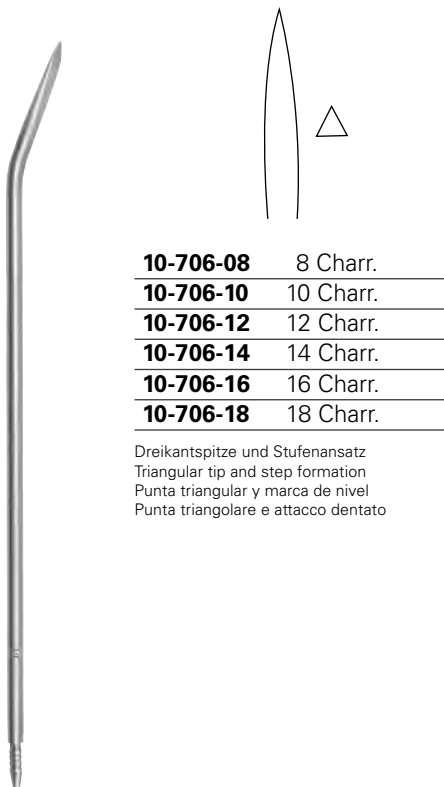 10-706-08 8 Charr.
10-706-10 10 Charr.
10-706-12 12 Charr.
10-706-14 14 Charr.
10-706-16 16 Charr.
10-706-18 18 Charr.
Dreikantspitze und Stufenansatz
Triangular tip and step formation
Punta triangular y marca de nivel
Punta triangolare e attacco dentato